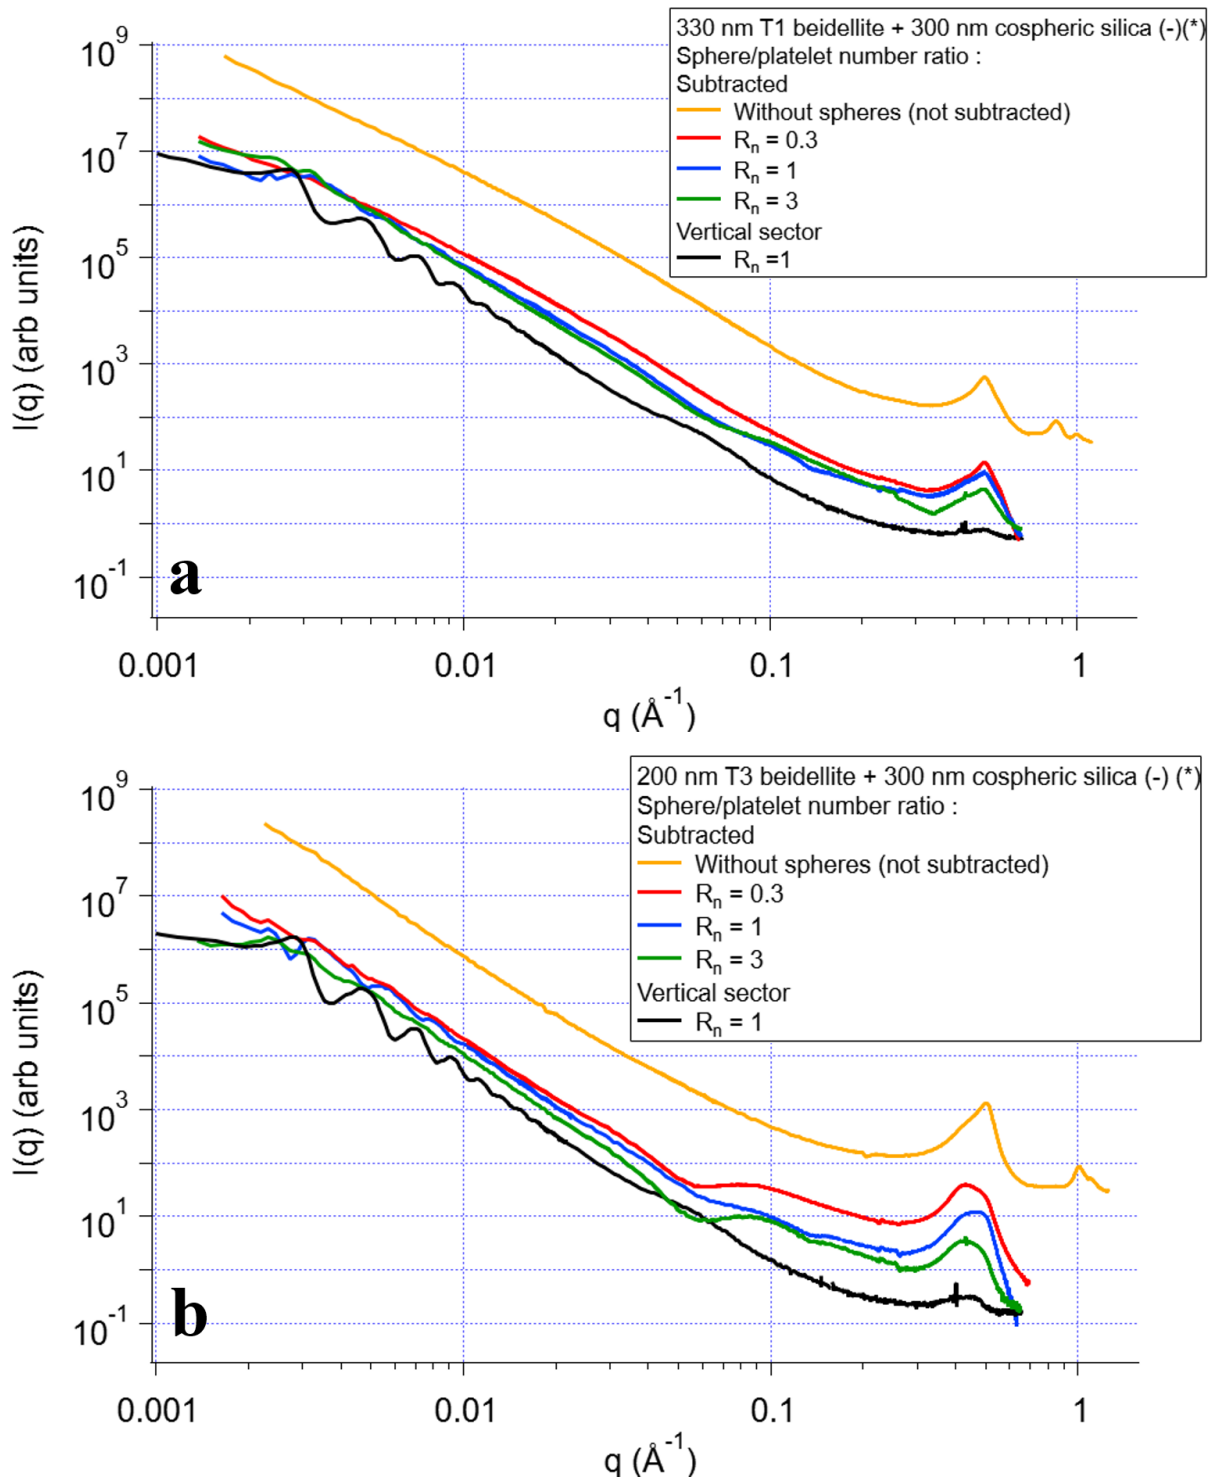 330 nm T1 beidellite + 300 nm cospheric silica (-)(*)
Sphere/platelet number ratio :
Subtracted
Without spheres (not subtracted)
Rn = 0.3
Rn = 1
Rn = 3
Vertical sector
Rn =1
I(q) (arb units)
10^9
10^7
10^5
10^3
10^1
10^-1
a
0.001 0.01 0.1 1
q (Å^-1)
200 nm T3 beidellite + 300 nm cospheric silica (-) (*)
Sphere/platelet number ratio :
Subtracted
Without spheres (not subtracted)
Rn = 0.3
Rn = 1
Rn = 3
Vertical sector
Rn = 1
I(q) (arb units)
10^9
10^7
10^5
10^3
10^1
10^-1
b
0.001 0.01 0.1 1
q (Å^-1)